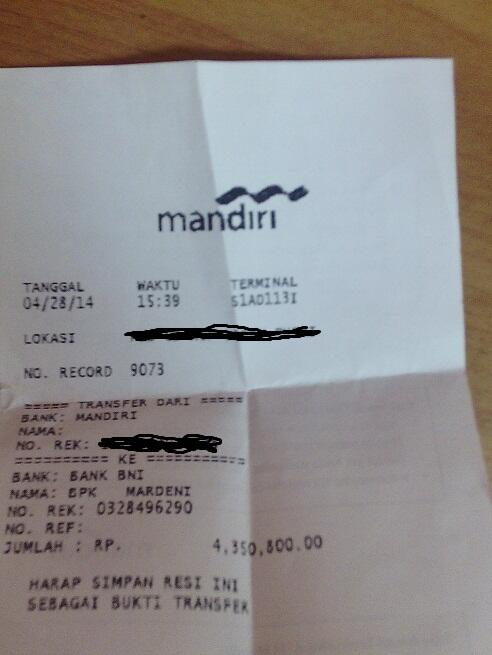 mandiri
TANGGAL WAKTU TERMINAL
04/28/14 15:39 S1AD113I
LOKASI
NO. RECORD 9073
===== TRANSFER DARI =====
BANK: MANDIRI
NAMA:
NO. REK:
========== KE ==========
BANK: BANK BNI
NAMA: BPK MARDENI
NO. REK: 0328496290
NO. REF:
JUMLAH : RP. 4,350,800.00
HARAP SIMPAN RESI INI
SEBAGAI BUKTI TRANSFER